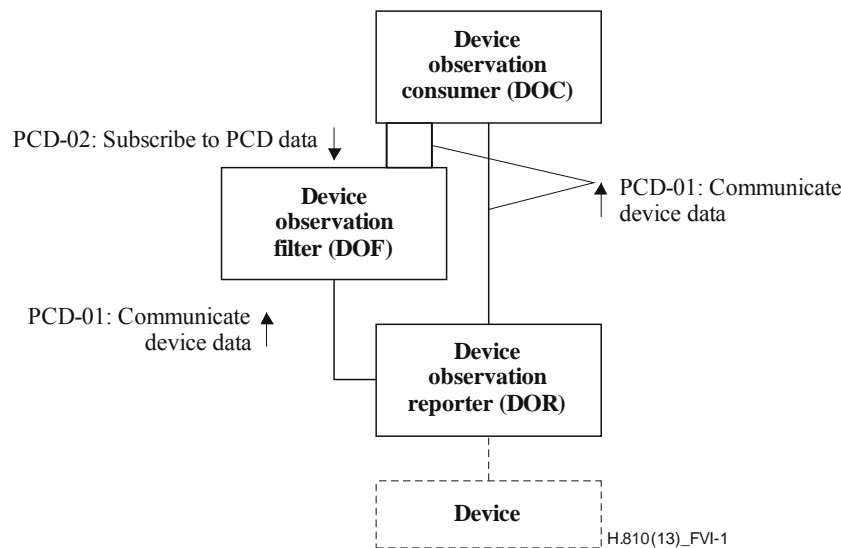 Device
observation
consumer (DOC)
PCD-02: Subscribe to PCD data
Device
observation
filter (DOF)
PCD-01: Communicate
device data
PCD-01: Communicate
device data
Device
observation
reporter (DOR)
Device
H.810(13)_FVI-1